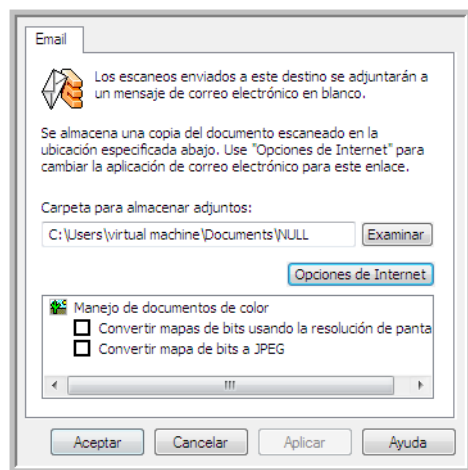 Email
Los escaneos enviados a este destino se adjuntarán a
un mensaje de correo electrónico en blanco.
Se almacena una copia del documento escaneado en la
ubicación especificada abajo. Use "Opciones de Internet" para
cambiar la aplicación de correo electrónico para este enlace.
Carpeta para almacenar adjuntos:
C:\Users\virtual machine\Documents\NULL Examinar
Opciones de Internet
Manejo de documentos de color
Convertir mapas de bits usando la resolución de panta
Convertir mapa de bits a JPEG
Aceptar Cancelar Aplicar Ayuda